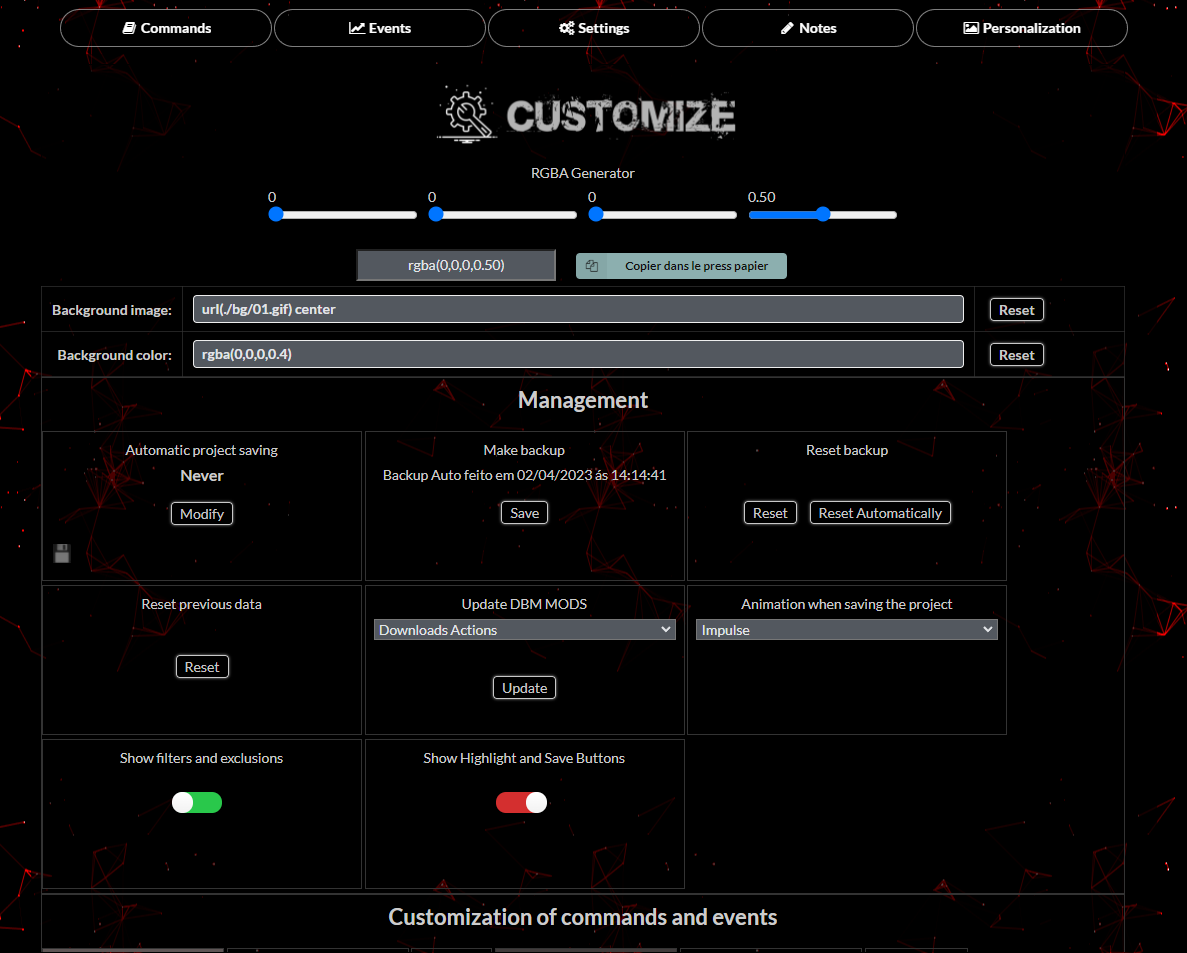 Commands Events Settings Notes Personalization
CUSTOMIZE
RGBA Generator
0 0 0 0.50
rgba(0,0,0,0.50) Copier dans le press papier
Background image: url(./bg/01.gif) center Reset
Background color: rgba(0,0,0,0.4) Reset
Management
Automatic project saving
Never
Modify
Make backup
Backup Auto feito em 02/04/2023 ás 14:14:41
Save
Reset backup
Reset Reset Automatically
Reset previous data
Reset
Update DBM MODS
Downloads Actions
Update
Animation when saving the project
Impulse
Show filters and exclusions
Show Highlight and Save Buttons
Customization of commands and events